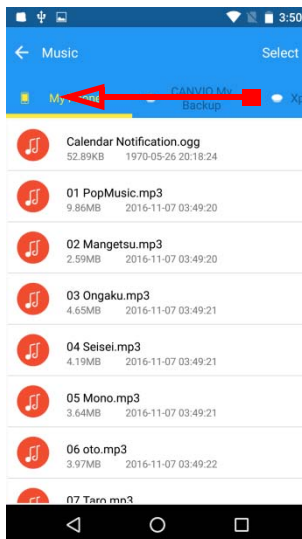 3:50
Music
Select
My Phone
CANVIO My
Backup
Calendar Notification.ogg
52.89KB 1970-05-26 20:18:24
01 PopMusic.mp3
9.86MB 2016-11-07 03:49:20
02 Mangetsu.mp3
2.59MB 2016-11-07 03:49:20
03 Ongaku.mp3
4.65MB 2016-11-07 03:49:21
04 Seisei.mp3
4.19MB 2016-11-07 03:49:21
05 Mono.mp3
3.64MB 2016-11-07 03:49:21
06 oto.mp3
3.97MB 2016-11-07 03:49:22
07 Taro.mp3